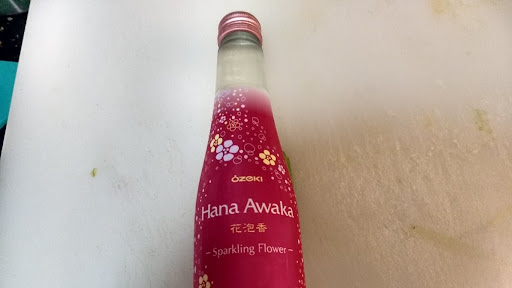 ŌZEKI
Hana Awaka
花泡香
– Sparkling Flower –